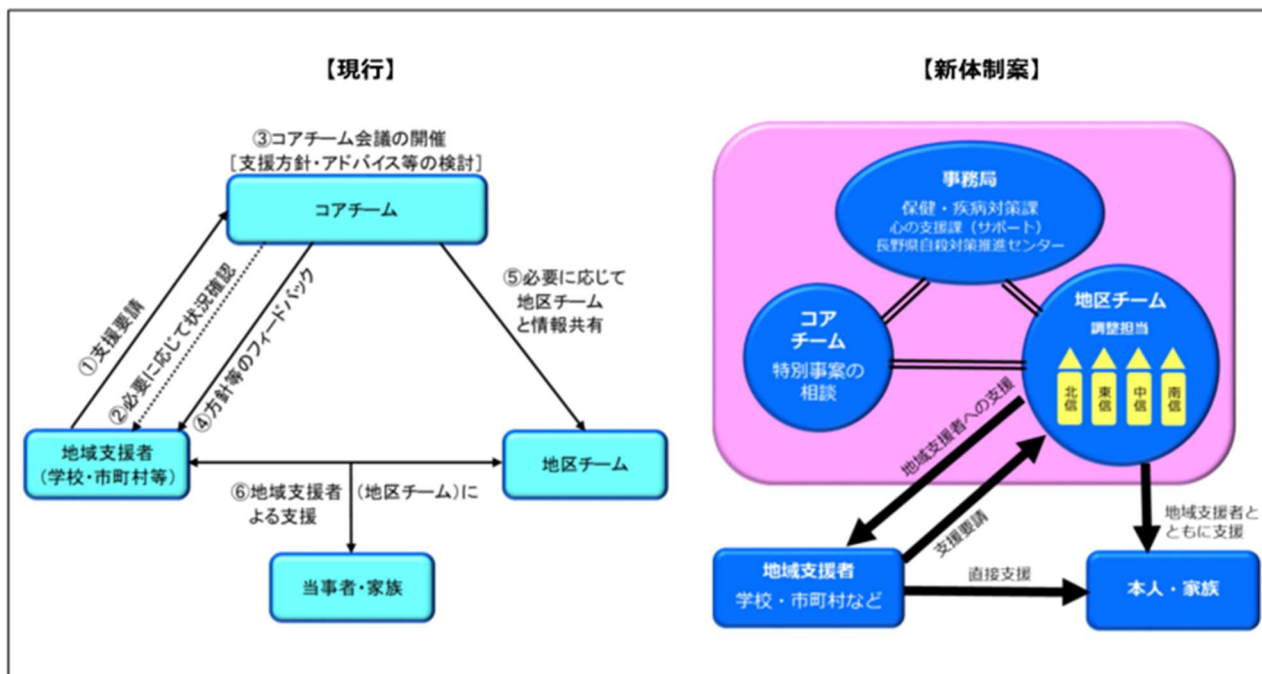 【現行】
③コアチーム会議の開催
[支援方針・アドバイス等の検討]
コアチーム
①支援要請
②必要に応じて状況確認
④方針等のフィードバック
⑤必要に応じて
地区チーム
と情報共有
地域支援者
(学校・市町村等)
地区チーム
⑥地域支援者 (地区チーム)に
よる支援
当事者・家族
【新体制案】
事務局
保健・疾病対策課
心の支援課(サポート)
長野県自殺対策推進センター
コア
チーム
特別事案の
相談
地区チーム
調整担当
北信
東信
中信
南信
地域支援者への支援
支援要請
地域支援者と
ともに支援
地域支援者
学校・市町村など
直接支援
本人・家族